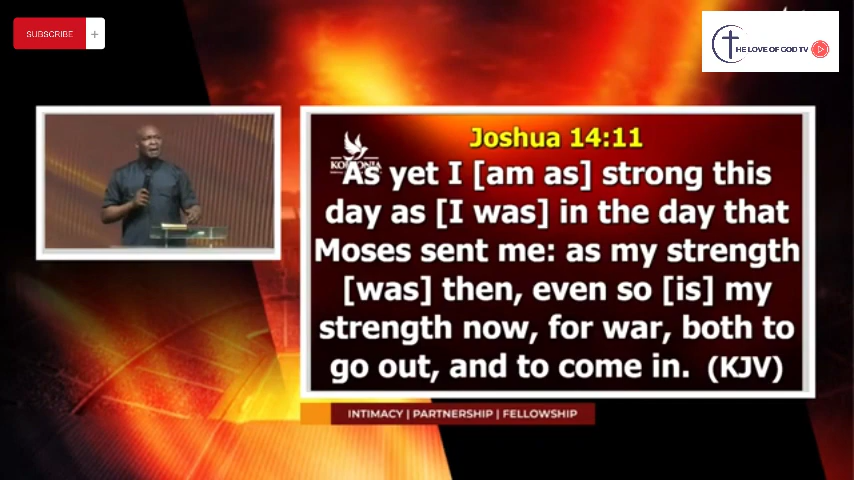 SUBSCRIBE +
THE LOVE OF GOD TV
Joshua 14:11
As yet I [am as] strong this
day as [I was] in the day that
Moses sent me: as my strength
[was] then, even so [is] my
strength now, for war, both to
go out, and to come in. (KJV)
INTIMACY | PARTNERSHIP | FELLOWSHIP